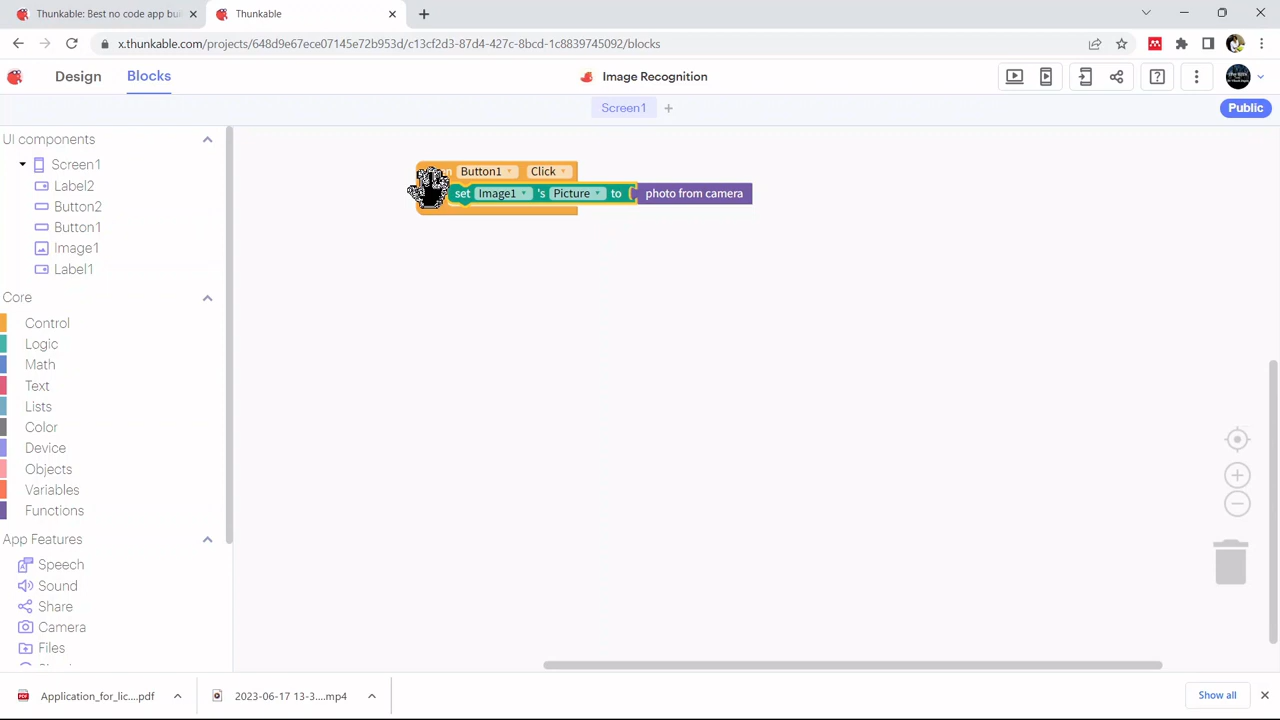 Thunkable: Best no code app bui
Thunkable
x.thunkable.com/projects/648d9e67ece07145e72b953d/c13cf2d3287d4-427c-8bcd-1c8839745092/blocks
Design
Blocks
Image Recognition
Screen1
Public
UI components
Screen1
Label2
Button2
Button1
Image1
Label1
Core
Control
Logic
Math
Text
Lists
Color
Device
Objects
Variables
Functions
App Features
Speech
Sound
Share
Camera
Files
Button1 Click
set Image1 's Picture to photo from camera
Application_for_lic....pdf
2023-06-17 13-3....mp4
Show all